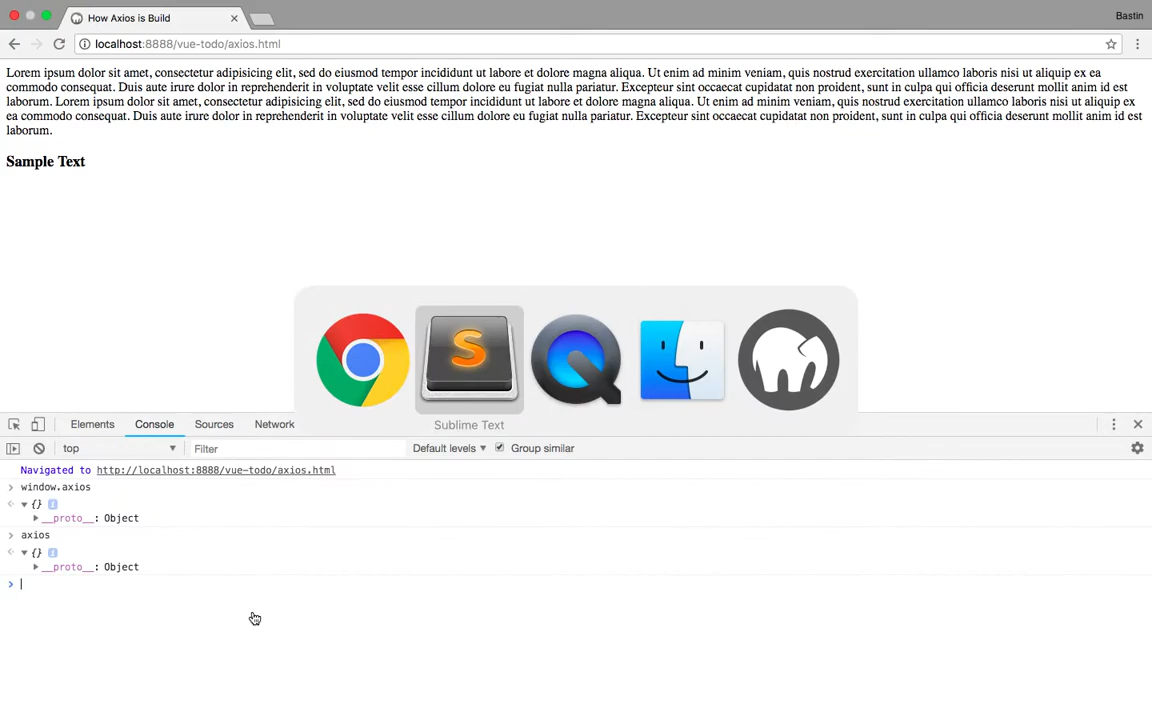 How Axios is Build
Bastin
localhost:8888/vue-todo/axios.html
Lorem ipsum dolor sit amet, consectetur adipisicing elit, sed do eiusmod tempor incididunt ut labore et dolore magna aliqua. Ut enim ad minim veniam, quis nostrud exercitation ullamco laboris nisi ut aliquip ex ea
commodo consequat. Duis aute irure dolor in reprehenderit in voluptate velit esse cillum dolore eu fugiat nulla pariatur. Excepteur sint occaecat cupidatat non proident, sunt in culpa qui officia deserunt mollit anim id est
laborum. Lorem ipsum dolor sit amet, consectetur adipisicing elit, sed do eiusmod tempor incididunt ut labore et dolore magna aliqua. Ut enim ad minim veniam, quis nostrud exercitation ullamco laboris nisi ut aliquip ex
ea commodo consequat. Duis aute irure dolor in reprehenderit in voluptate velit esse cillum dolore eu fugiat nulla pariatur. Excepteur sint occaecat cupidatat non proident, sunt in culpa qui officia deserunt mollit anim id est
laborum.
Sample Text
Sublime Text
Elements Console Sources Network
top Filter Default levels Group similar
Navigated to http://localhost:8888/vue-todo/axios.html
window.axios
{}
__proto__: Object
axios
{}
__proto__: Object